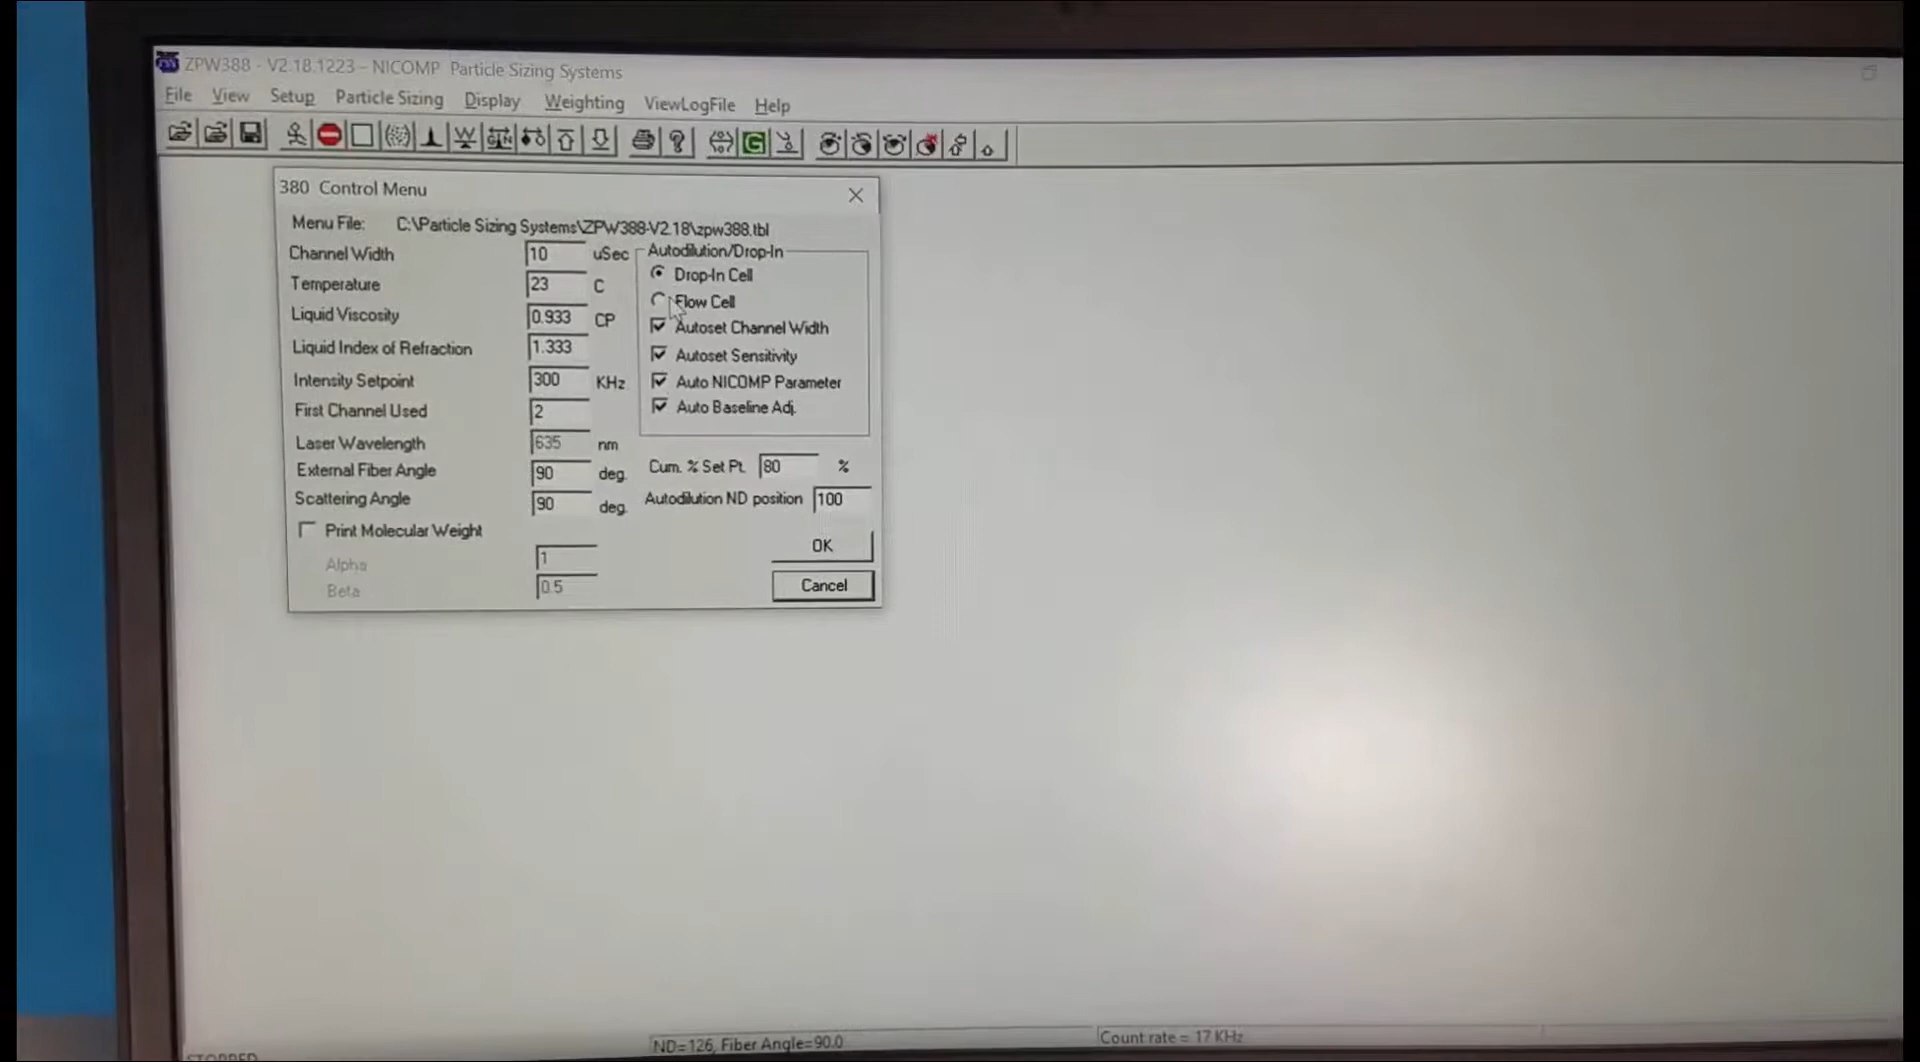 ZPW388 - V2.18.1223 - NICOMP Particle Sizing Systems
File View Setup Particle Sizing Display Weighting ViewLogFile Help
380 Control Menu
Menu File: C:\Particle Sizing Systems\ZPW388-V2.18\zpw388.tbl
Channel Width 10 uSec
Temperature 23 C
Liquid Viscosity 0.933 CP
Liquid Index of Refraction 1.333
Intensity Setpoint 300 KHz
First Channel Used 2
Laser Wavelength 635 nm
External Fiber Angle 90 deg.
Scattering Angle 90 deg.
Print Molecular Weight
Alpha 1
Beta 0.5
Autodilution/Drop-In
Drop-In Cell
Flow Cell
Autoset Channel Width
Autoset Sensitivity
Auto NICOMP Parameter
Auto Baseline Adj.
Cum. % Set Pt. 80 %
Autodilution ND position 100
OK
Cancel
STOPPED
ND=126, Fiber Angle=90.0
Count rate = 17 KHz